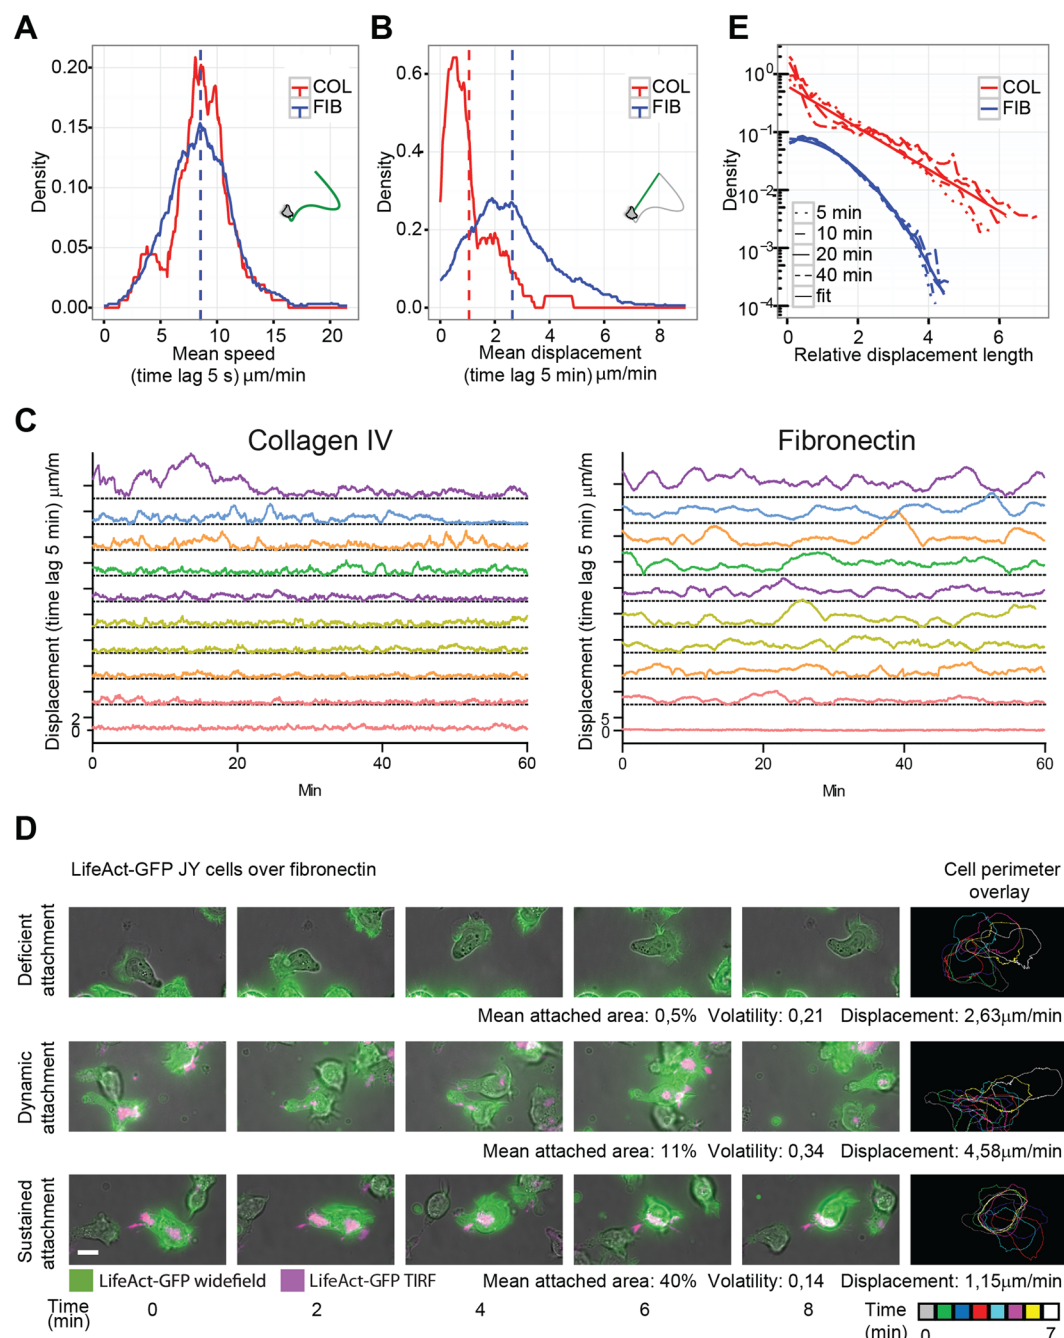 A
B
E
0.20
0.15
0.10
0.05
0.00
Density
COL
FIB
0 5 10 15 20
Mean speed
(time lag 5 s) μm/min
0.6
0.4
0.2
0.0
Density
COL
FIB
0 2 4 6 8
Mean displacement
(time lag 5 min) μm/min
10⁰
10⁻¹
10⁻²
10⁻³
10⁻⁴
Density
COL
FIB
5 min
10 min
20 min
40 min
fit
0 2 4 6
Relative displacement length
C
Collagen IV
Fibronectin
Displacement (time lag 5 min) μm/m
2
0
0 20 40 60
Min
Displacement (time lag 5 min) μm/m
5
0
0 20 40 60
Min
D
LifeAct-GFP JY cells over fibronectin
Cell perimeter
overlay
Deficient
attachment
Mean attached area: 0,5% Volatility: 0,21 Displacement: 2,63μm/min
Dynamic
attachment
Mean attached area: 11% Volatility: 0,34 Displacement: 4,58μm/min
Sustained
attachment
LifeAct-GFP widefield
LifeAct-GFP TIRF
Mean attached area: 40% Volatility: 0,14 Displacement: 1,15μm/min
Time
(min)
0 2 4 6 8
Time
(min)
0 7